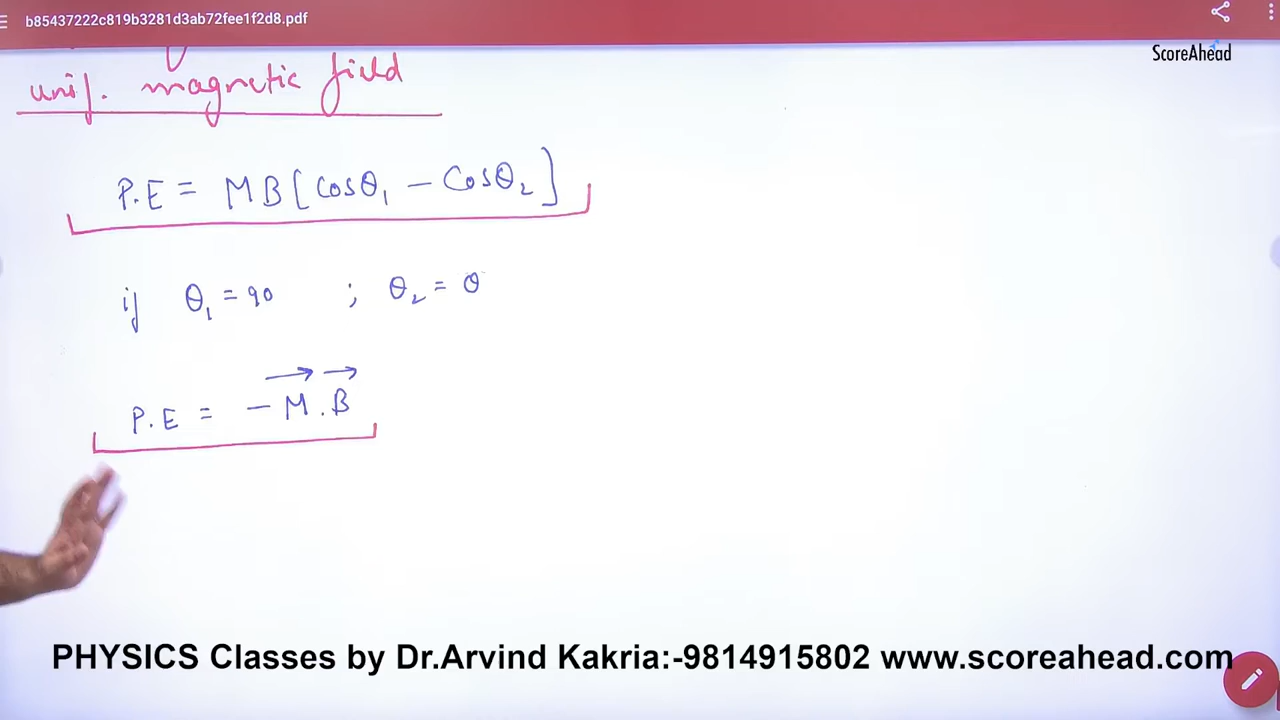 b85437222c819b3281d3ab72fee1f2d8.pdf
ScoreAhead
unif. magnetic field
P.E = MB[Cosθ₁ − Cosθ₂]
if θ₁ = 90 ; θ₂ = θ
P.E = −M⃗.B⃗
PHYSICS Classes by Dr.Arvind Kakria:-9814915802 www.scoreahead.com